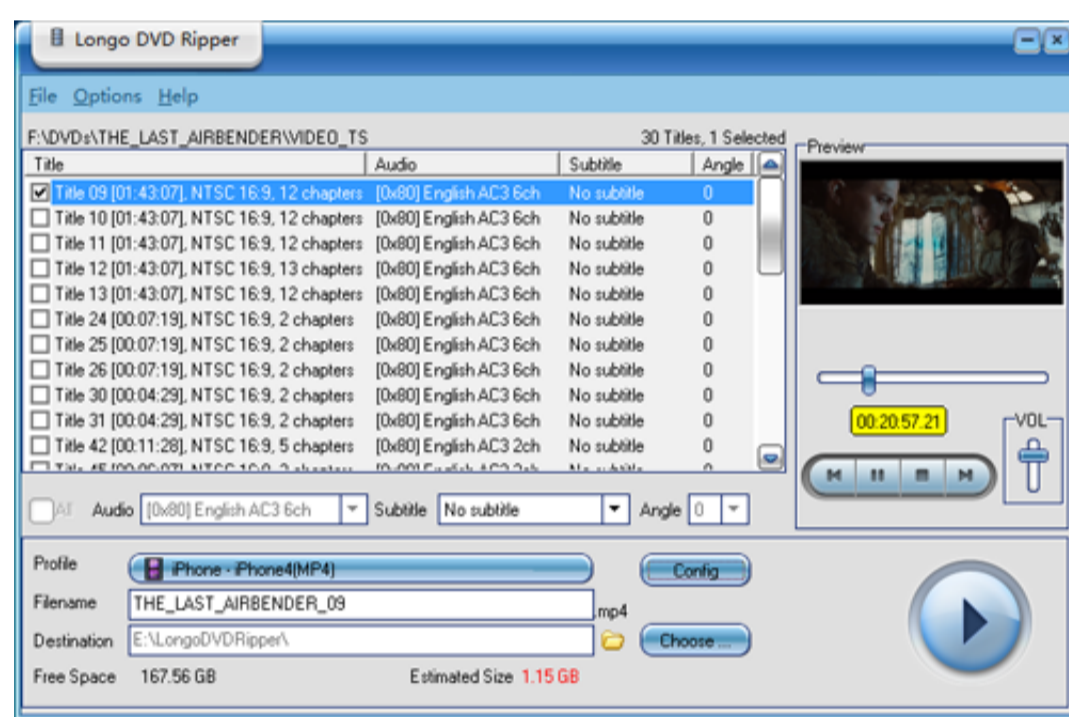 Longo DVD Ripper
File Options Help
F:\DVDs\THE_LAST_AIRBENDER\VIDEO_TS 30 Titles, 1 Selected
Title Audio Subtitle Angle
Title 09 [01:43:07], NTSC 16:9, 12 chapters [0x80] English AC3 6ch No subtitle 0
Title 10 [01:43:07], NTSC 16:9, 12 chapters [0x80] English AC3 6ch No subtitle 0
Title 11 [01:43:07], NTSC 16:9, 12 chapters [0x80] English AC3 6ch No subtitle 0
Title 12 [01:43:07], NTSC 16:9, 13 chapters [0x80] English AC3 6ch No subtitle 0
Title 13 [01:43:07], NTSC 16:9, 12 chapters [0x80] English AC3 6ch No subtitle 0
Title 24 [00:07:19], NTSC 16:9, 2 chapters [0x80] English AC3 6ch No subtitle 0
Title 25 [00:07:19], NTSC 16:9, 2 chapters [0x80] English AC3 6ch No subtitle 0
Title 26 [00:07:19], NTSC 16:9, 2 chapters [0x80] English AC3 6ch No subtitle 0
Title 30 [00:04:29], NTSC 16:9, 2 chapters [0x80] English AC3 6ch No subtitle 0
Title 31 [00:04:29], NTSC 16:9, 2 chapters [0x80] English AC3 6ch No subtitle 0
Title 42 [00:11:28], NTSC 16:9, 5 chapters [0x80] English AC3 2ch No subtitle 0
Preview
00:20:57.21
VOL
All Audio [0x80] English AC3 6ch Subtitle No subtitle Angle 0
Profile iPhone - iPhone4(MP4) Config
Filename THE_LAST_AIRBENDER_09 .mp4
Destination E:\LongoDVDRipper\ Choose ...
Free Space 167.56 GB Estimated Size 1.15 GB